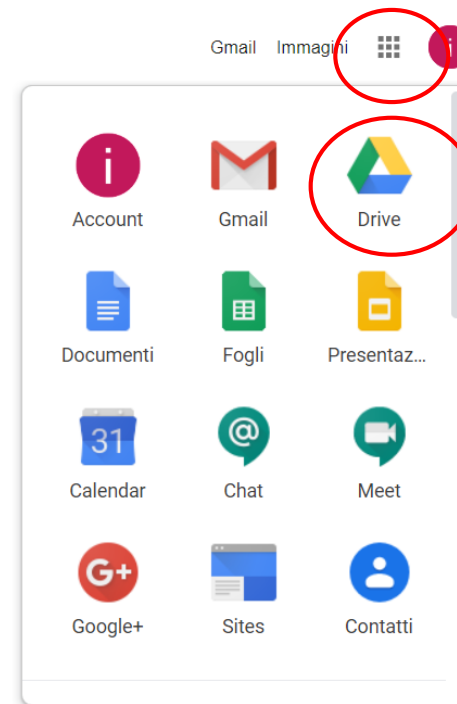 Gmail Immagini i
i
Account Gmail Drive
Documenti Fogli Presentaz...
31 @
Calendar Chat Meet
G+
Google+ Sites Contatti